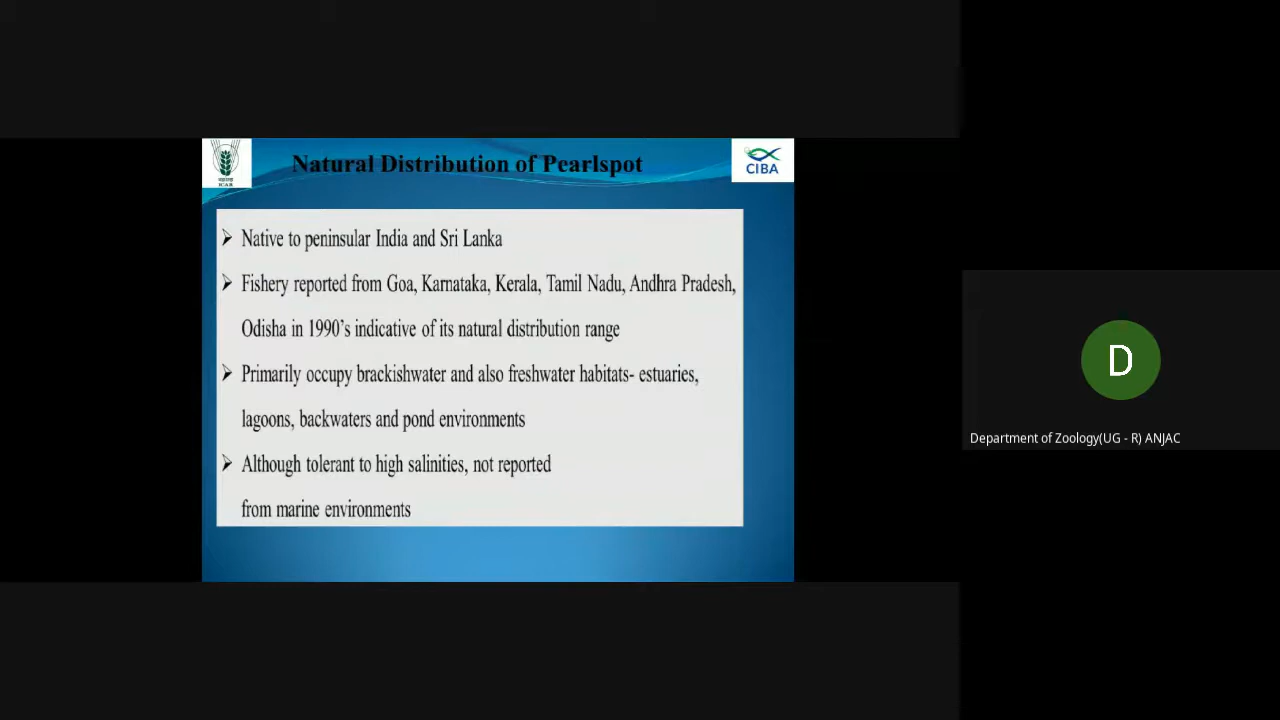 Natural Distribution of Pearlspot
ICAR
CIBA
Native to peninsular India and Sri Lanka
Fishery reported from Goa, Karnataka, Kerala, Tamil Nadu, Andhra Pradesh,
Odisha in 1990's indicative of its natural distribution range
Primarily occupy brackishwater and also freshwater habitats- estuaries,
lagoons, backwaters and pond environments
Although tolerant to high salinities, not reported
from marine environments
D
Department of Zoology(UG - R) ANJAC